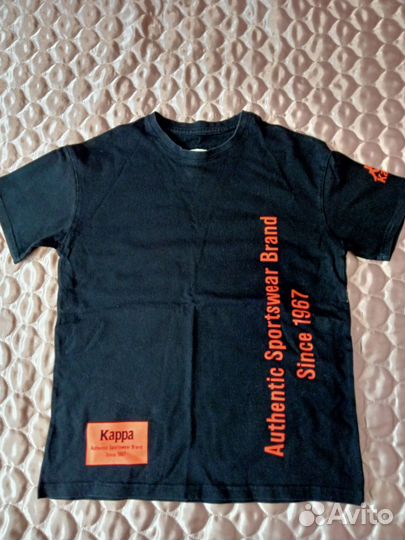 Authentic Sportswear Brand
Since 1967
Kappa
Authentic Sportswear Brand
Since 1967
Avito